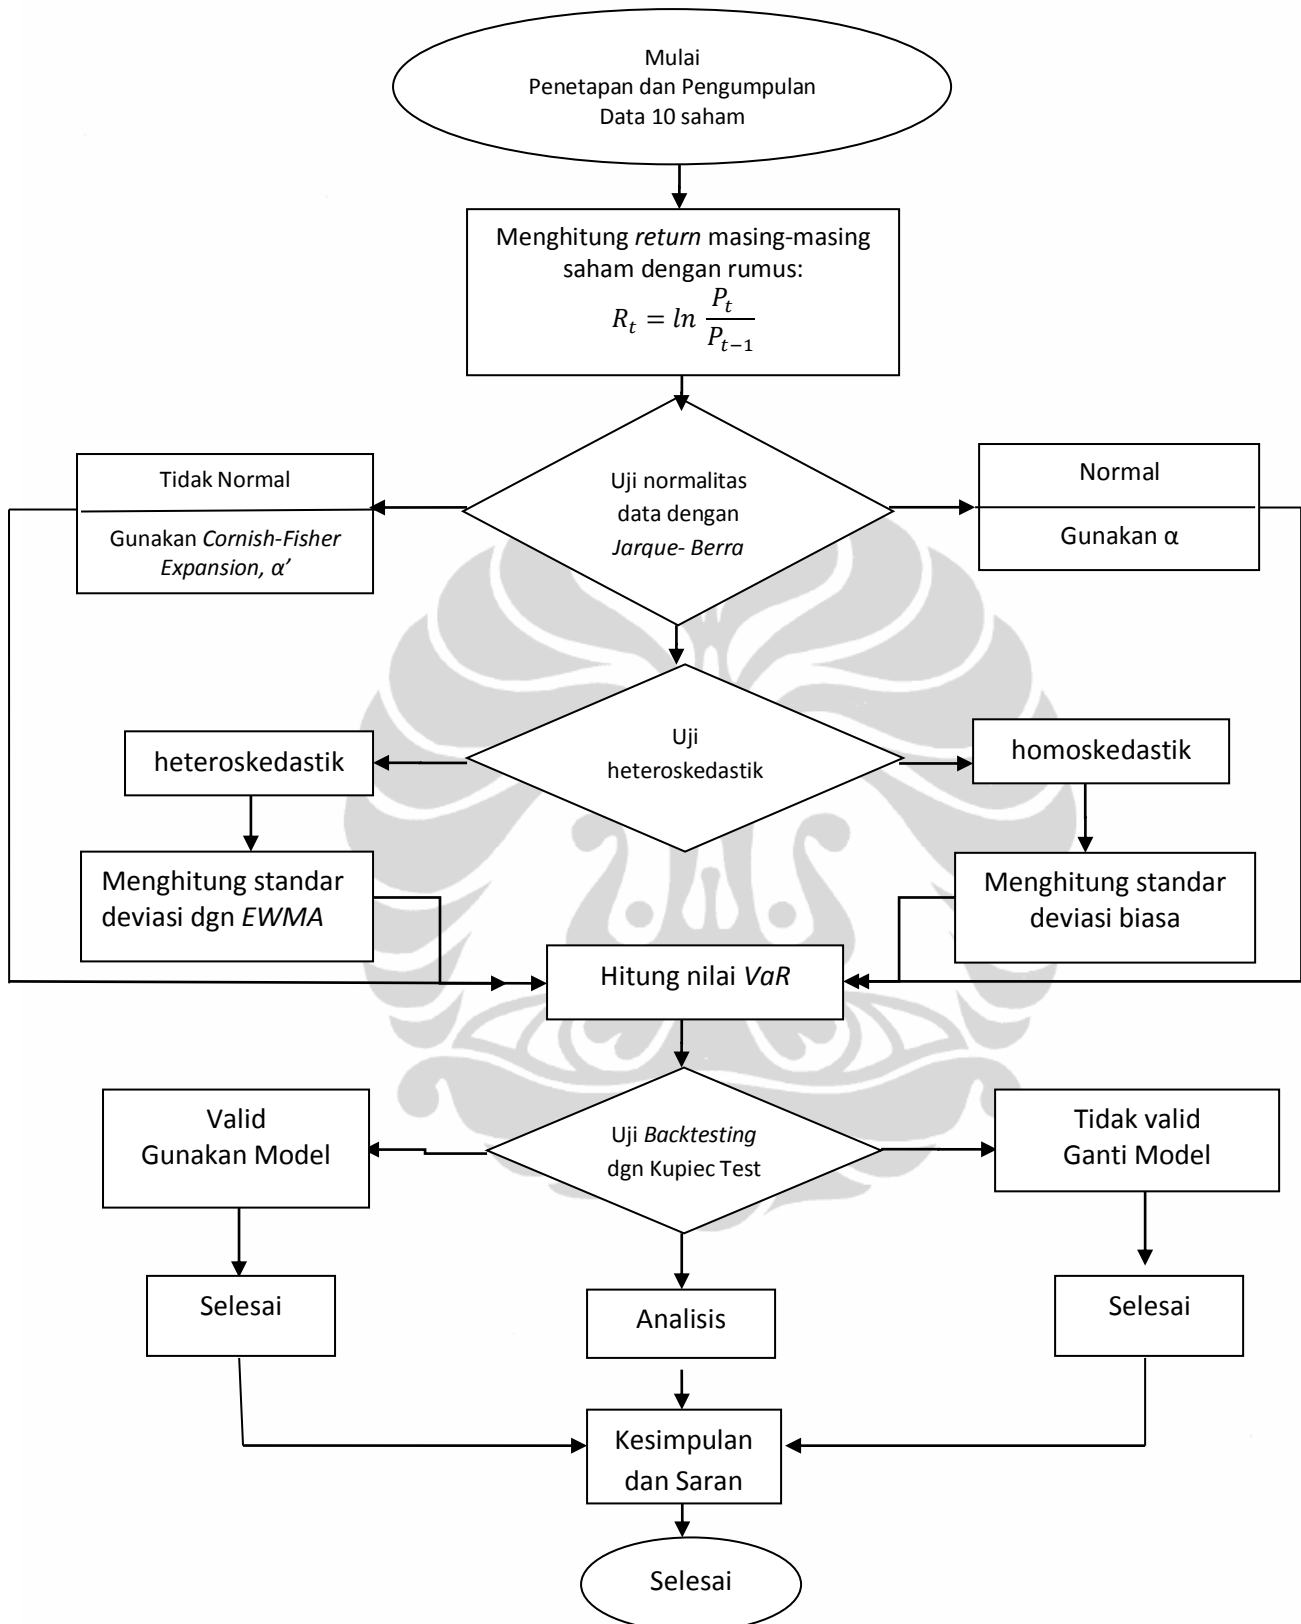 Mulai
Penetapan dan Pengumpulan
Data 10 saham
Menghitung return masing-masing
saham dengan rumus:
R_t = ln P_t / P_{t−1}
Tidak Normal
Gunakan Cornish-Fisher
Expansion, α’
Uji normalitas
data dengan
Jarque- Berra
Normal
Gunakan α
heteroskedastik
Uji
heteroskedastik
homoskedastik
Menghitung standar
deviasi dgn EWMA
Menghitung standar
deviasi biasa
Hitung nilai VaR
Valid
Gunakan Model
Uji Backtesting
dgn Kupiec Test
Tidak valid
Ganti Model
Selesai
Analisis
Selesai
Kesimpulan
dan Saran
Selesai